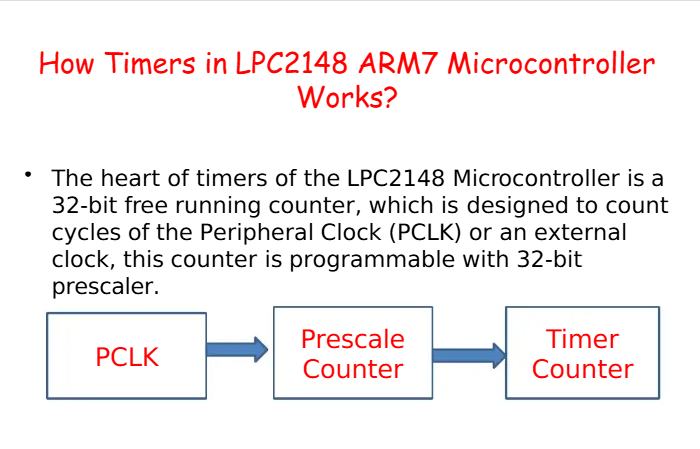 How Timers in LPC2148 ARM7 Microcontroller
Works?
• The heart of timers of the LPC2148 Microcontroller is a
32-bit free running counter, which is designed to count
cycles of the Peripheral Clock (PCLK) or an external
clock, this counter is programmable with 32-bit
prescaler.
PCLK
Prescale
Counter
Timer
Counter